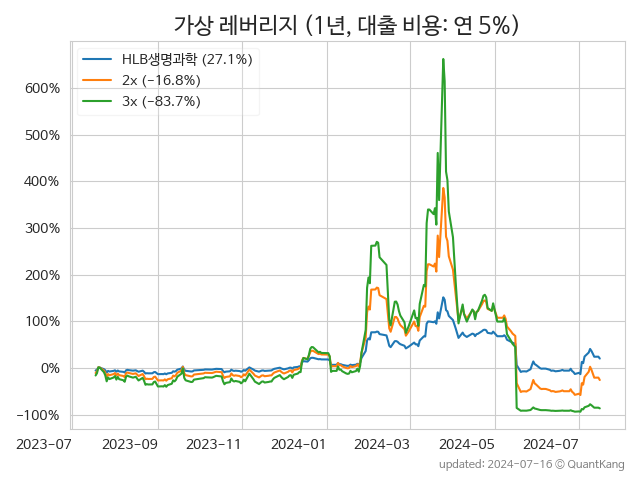 가상 레버리지 (1년, 대출 비용: 연 5%)
HLB생명과학 (27.1%)
2x (−16.8%)
3x (−83.7%)
600%
500%
400%
300%
200%
100%
0%
−100%
2023-07 2023-09 2023-11 2024-01 2024-03 2024-05 2024-07
updated: 2024-07-16 © QuantKang